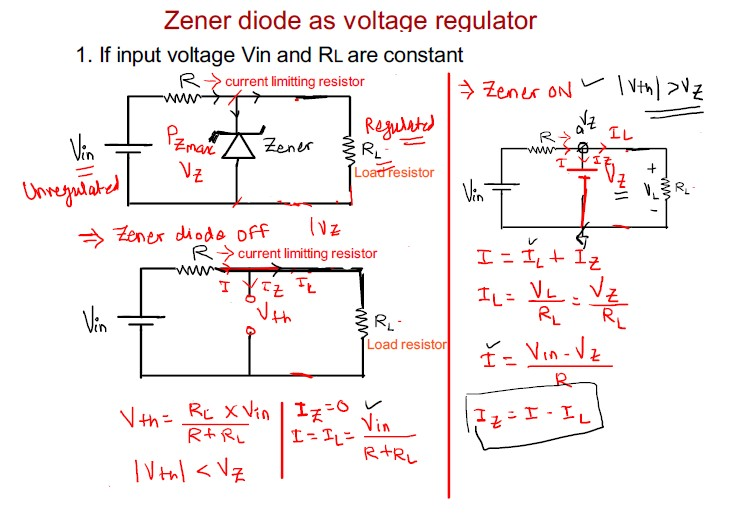 Zener diode as voltage regulator
1. If input voltage Vin and RL are constant
R → current limitting resistor
Vin
Unregulated
Pzmax
Vz
Zener
Regulated
RL
Load resistor
⇒ Zener diode OFF
|Vz
R → current limitting resistor
I Iz IL
Vth
Vin
RL
Load resistor
Vth = RL × Vin / R + RL
|Vth| < Vz
Iz = 0 ✓
I = IL = Vin / R + RL
⇒ Zener ON ✓ |Vth| > Vz
R → a Vz IL
I Iz
Vz
Vin
+
VL
-
RL
I = IL + Iz
IL = VL / RL = Vz / RL
I = Vin - Vz / R
Iz = I - IL